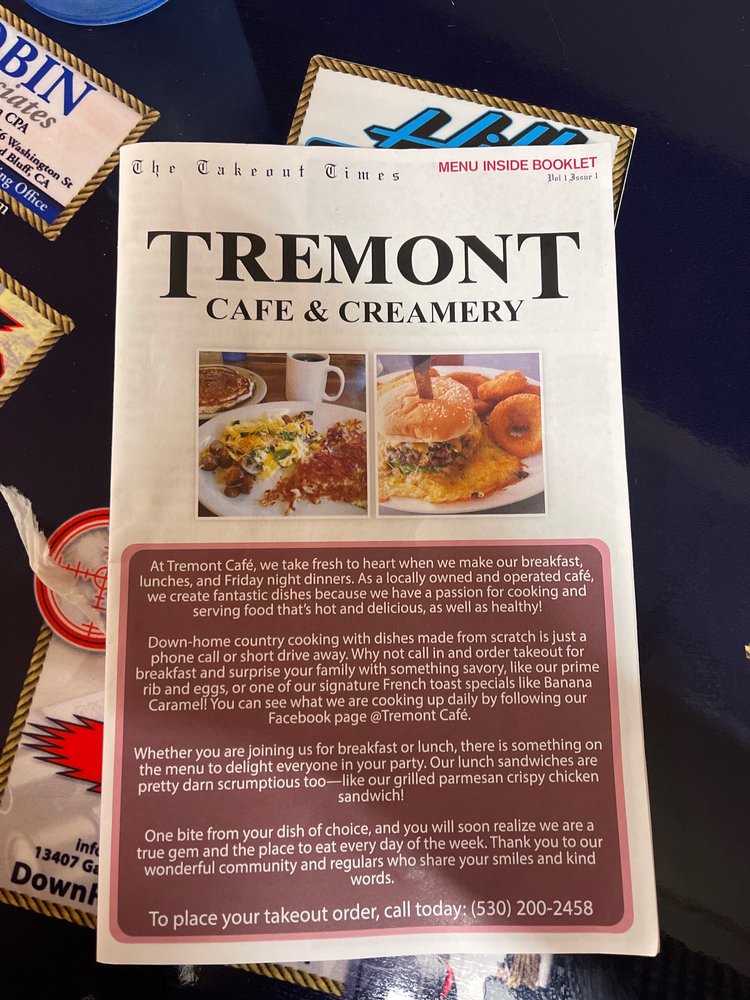 OBIN
ciates
CPA
Washington St
Bluff, CA
ng Office
Hill
The Takeout Times
MENU INSIDE BOOKLET
Vol 1 Issue 1
TREMONT
CAFE & CREAMERY
At Tremont Café, we take fresh to heart when we make our breakfast,
lunches, and Friday night dinners. As a locally owned and operated café,
we create fantastic dishes because we have a passion for cooking and
serving food that's hot and delicious, as well as healthy!
Down-home country cooking with dishes made from scratch is just a
phone call or short drive away. Why not call in and order takeout for
breakfast and surprise your family with something savory, like our prime
rib and eggs, or one of our signature French toast specials like Banana
Caramel! You can see what we are cooking up daily by following our
Facebook page @Tremont Café.
Whether you are joining us for breakfast or lunch, there is something on
the menu to delight everyone in your party. Our lunch sandwiches are
pretty darn scrumptious too—like our grilled parmesan crispy chicken
sandwich!
One bite from your dish of choice, and you will soon realize we are a
true gem and the place to eat every day of the week. Thank you to our
wonderful community and regulars who share your smiles and kind
words.
To place your takeout order, call today: (530) 200-2458
info
13407 Ga
Down